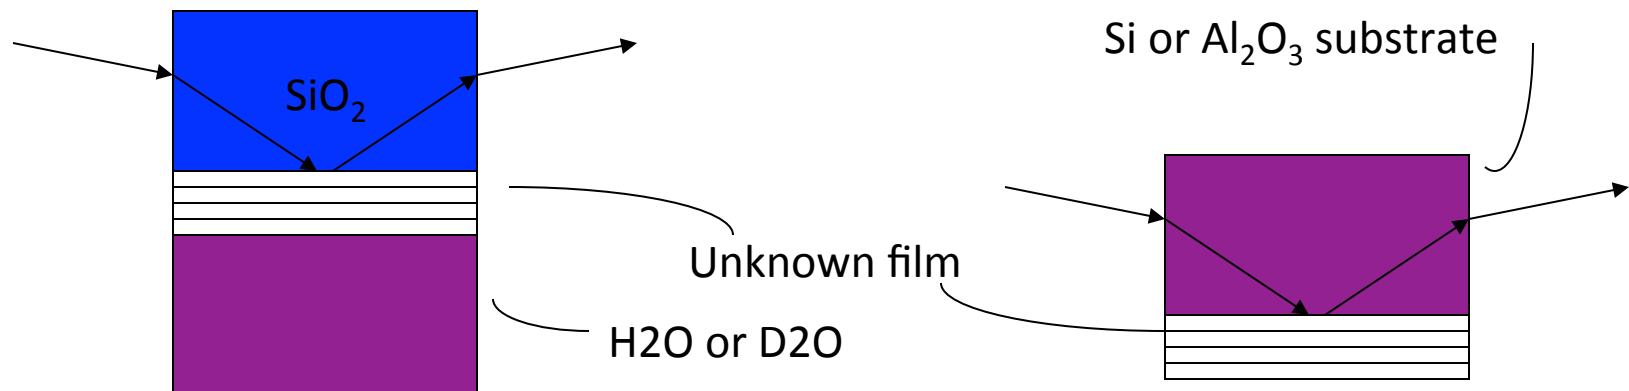 Si or Al₂O₃ substrate
SiO₂
Unknown film
H2O or D2O